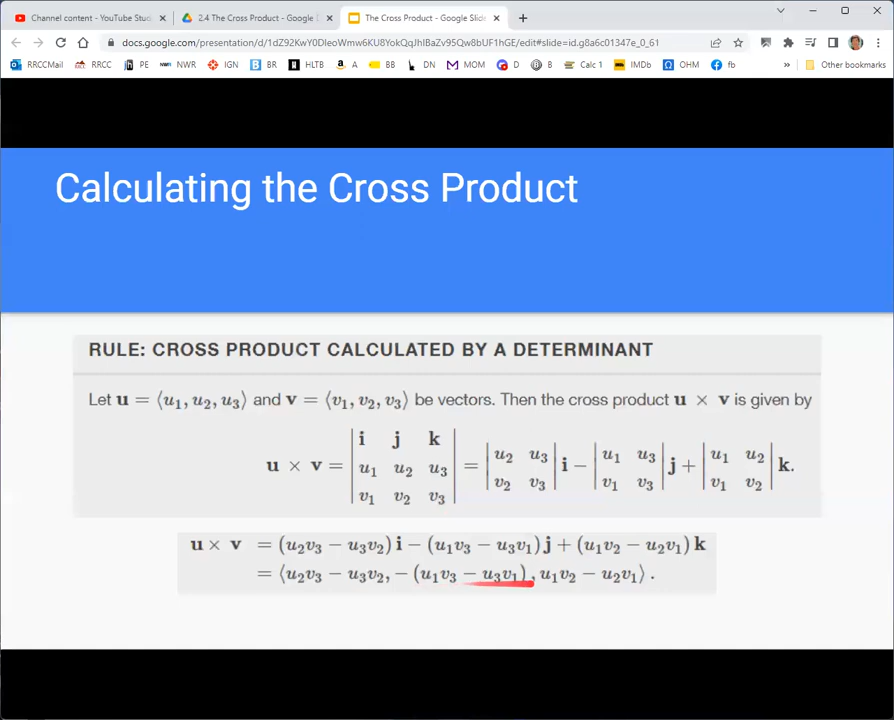 Channel content - YouTube Stud
2.4 The Cross Product - Google D
The Cross Product - Google Slide
docs.google.com/presentation/d/1dZ92KwY0DleoWmw6KU8YokQqJhIBaZv95Qw8bUF1hGE/edit#slide=id.g8a6c01347e_0_61
RRCCMail RRCC PE NWR IGN BR HLTB A BB DN MOM D B Calc 1 IMDb OHM fb » Other bookmarks
Calculating the Cross Product
RULE: CROSS PRODUCT CALCULATED BY A DETERMINANT
Let u = ⟨u₁, u₂, u₃⟩ and v = ⟨v₁, v₂, v₃⟩ be vectors. Then the cross product u × v is given by
u × v = |i j k; u₁ u₂ u₃; v₁ v₂ v₃| = |u₂ u₃; v₂ v₃| i − |u₁ u₃; v₁ v₃| j + |u₁ u₂; v₁ v₂| k.
u × v = (u₂v₃ − u₃v₂) i − (u₁v₃ − u₃v₁) j + (u₁v₂ − u₂v₁) k
= ⟨u₂v₃ − u₃v₂, − (u₁v₃ − u₃v₁), u₁v₂ − u₂v₁⟩.